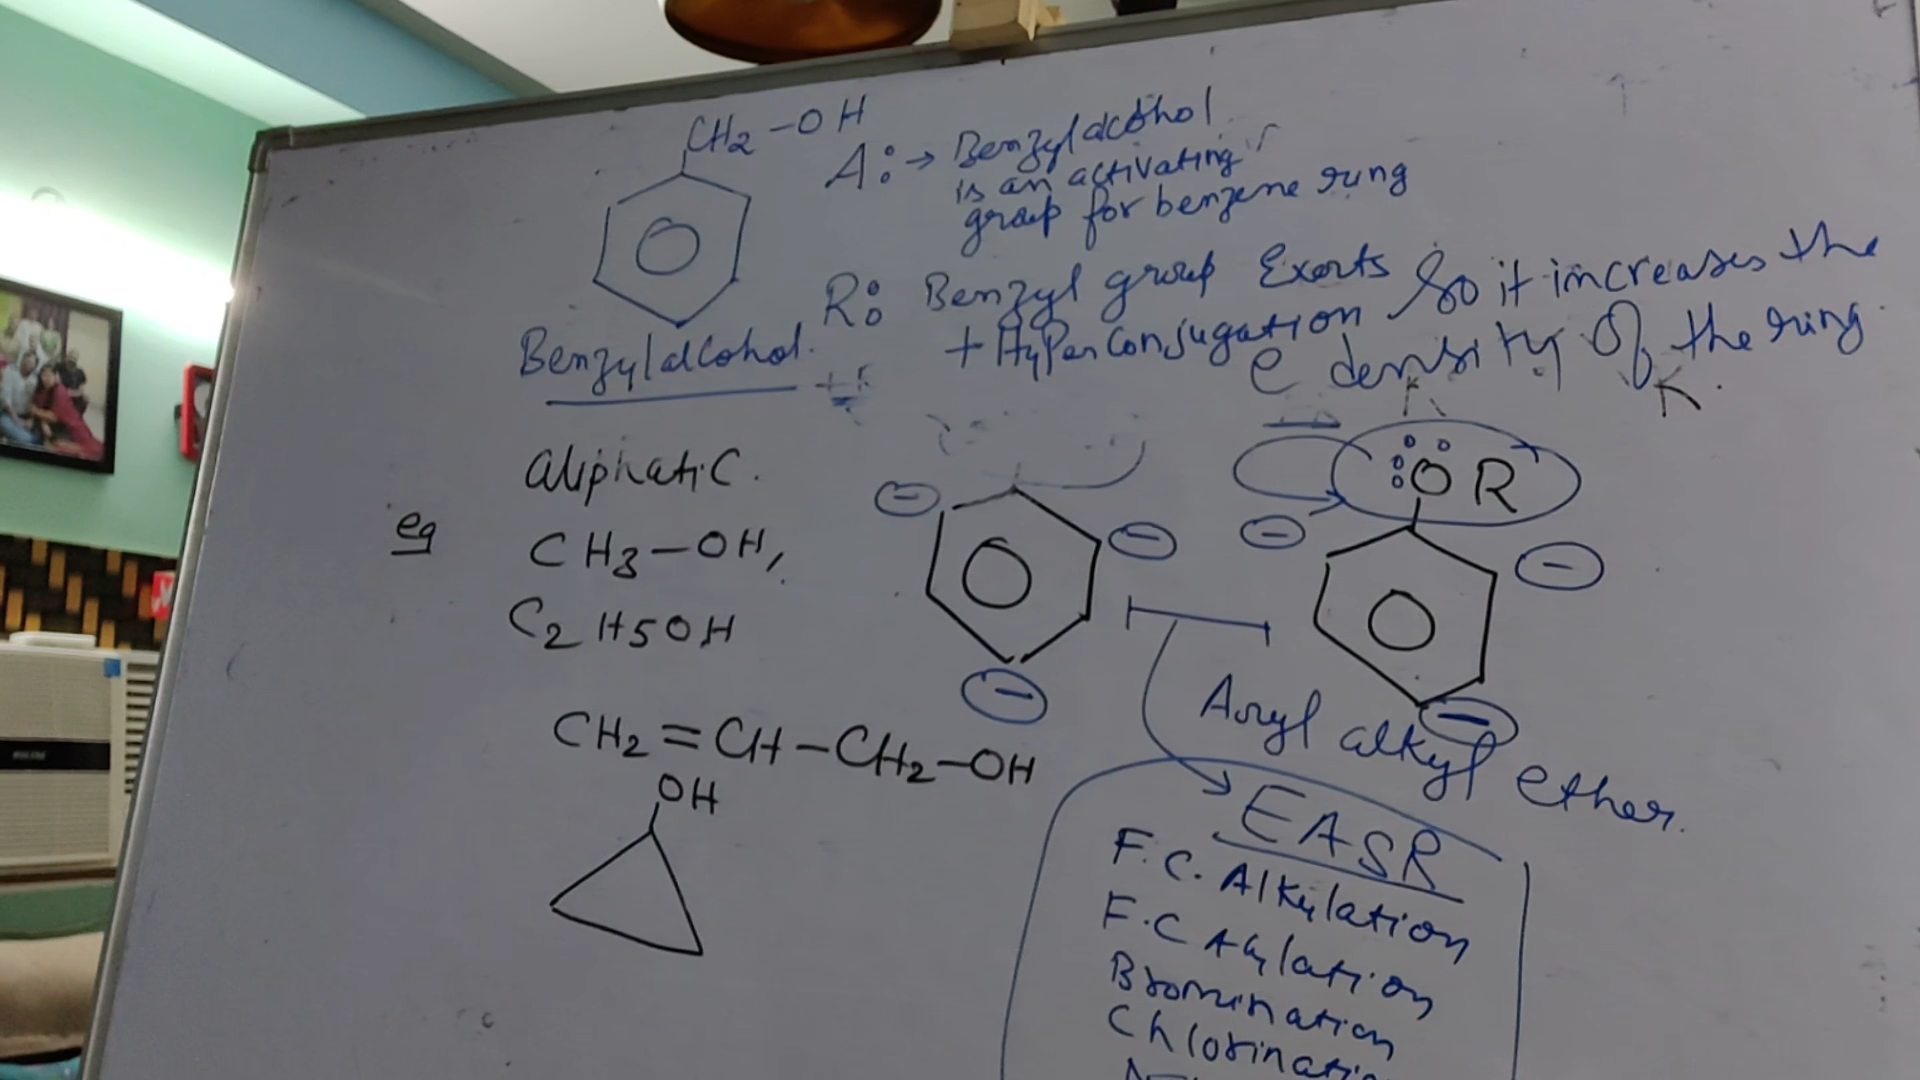 CH2-OH
A: → Benzylalcohol
is an activating
group for benzene ring
R: Benzyl group Exerts So it increases the
+ HyPerConjugation e density of the ring.
Benzylalcohol.
aliphatic.
eg CH3-OH,
C2H5OH
CH2=CH-CH2-OH
OH
:OR
Aryl alkyl ether.
EASR
F.C. Alkylation
F.C Acylation
Bromination